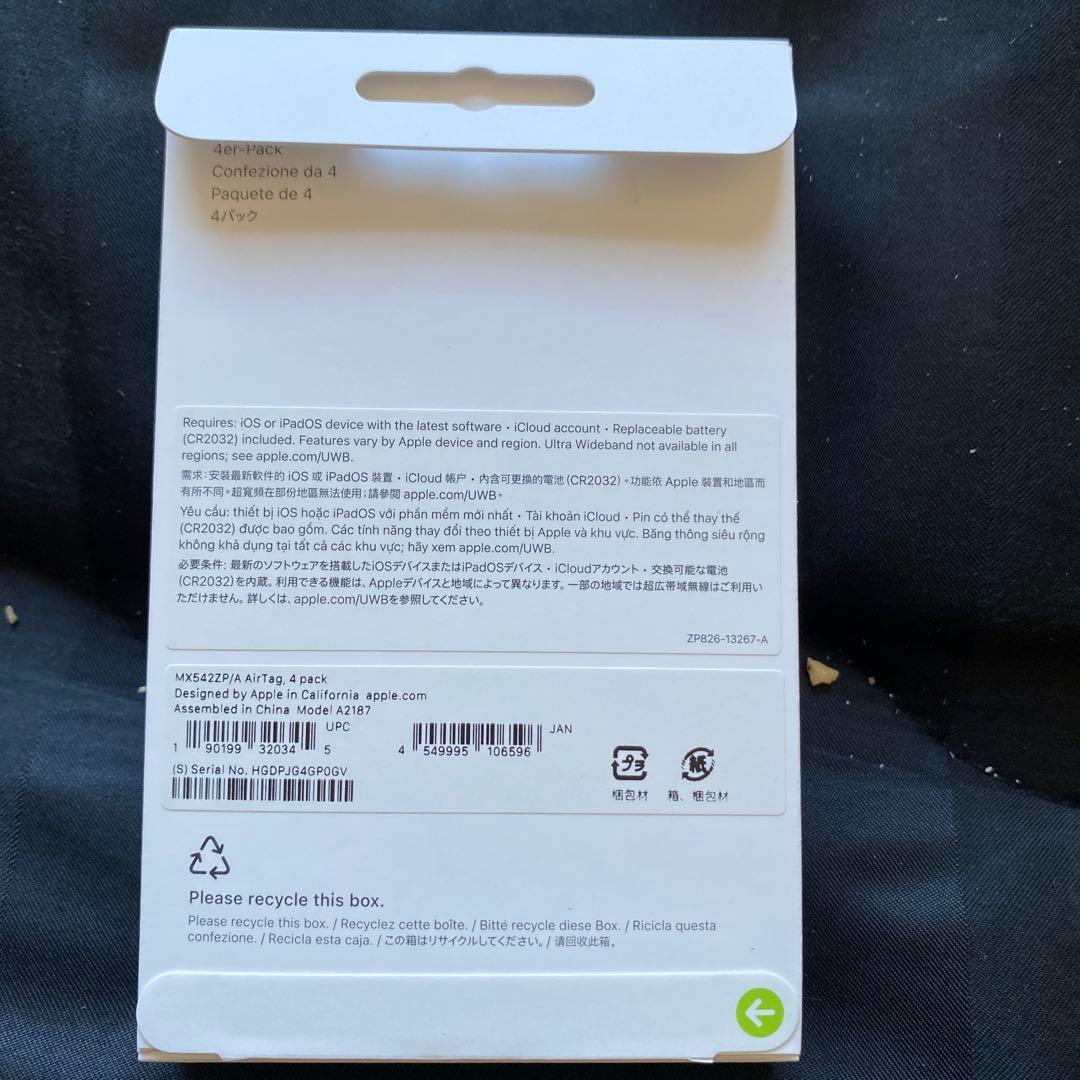 4er-Pack
Confezione da 4
Paquete de 4
4パック
Requires: iOS or iPadOS device with the latest software • iCloud account • Replaceable battery
(CR2032) included. Features vary by Apple device and region. Ultra Wideband not available in all
regions; see apple.com/UWB.
需求：安裝最新軟件的 iOS 或 iPadOS 裝置 • iCloud 帳户 • 內含可更換的電池 (CR2032)。功能依 Apple 裝置和地區而
有所不同。超寬頻在部份地區無法使用；請參閱 apple.com/UWB。
Yêu cầu: thiết bị iOS hoặc iPadOS với phần mềm mới nhất • Tài khoản iCloud • Pin có thể thay thế
(CR2032) được bao gồm. Các tính năng thay đổi theo thiết bị Apple và khu vực. Băng thông siêu rộng
không khả dụng tại tất cả các khu vực; hãy xem apple.com/UWB.
必要条件: 最新のソフトウェアを搭載したiOSデバイスまたはiPadOSデバイス・iCloudアカウント・交換可能な電池
(CR2032)を内蔵。利用できる機能は、Appleデバイスと地域によって異なります。一部の地域では超広帯域無線はご利用い
ただけません。詳しくは、apple.com/UWBを参照してください。
ZP826-13267-A
MX542ZP/A AirTag, 4 pack
Designed by Apple in California apple.com
Assembled in China Model A2187
UPC
1 90199 32034 5
JAN
4 549995 106596
(S) Serial No. HGDPJG4GP0GV
プラ
梱包材
紙
箱、梱包材
Please recycle this box.
Please recycle this box. / Recyclez cette boîte. / Bitte recycle diese Box. / Ricicla questa
confezione. / Recicla esta caja. / この箱はリサイクルしてください。/ 请回收此箱。